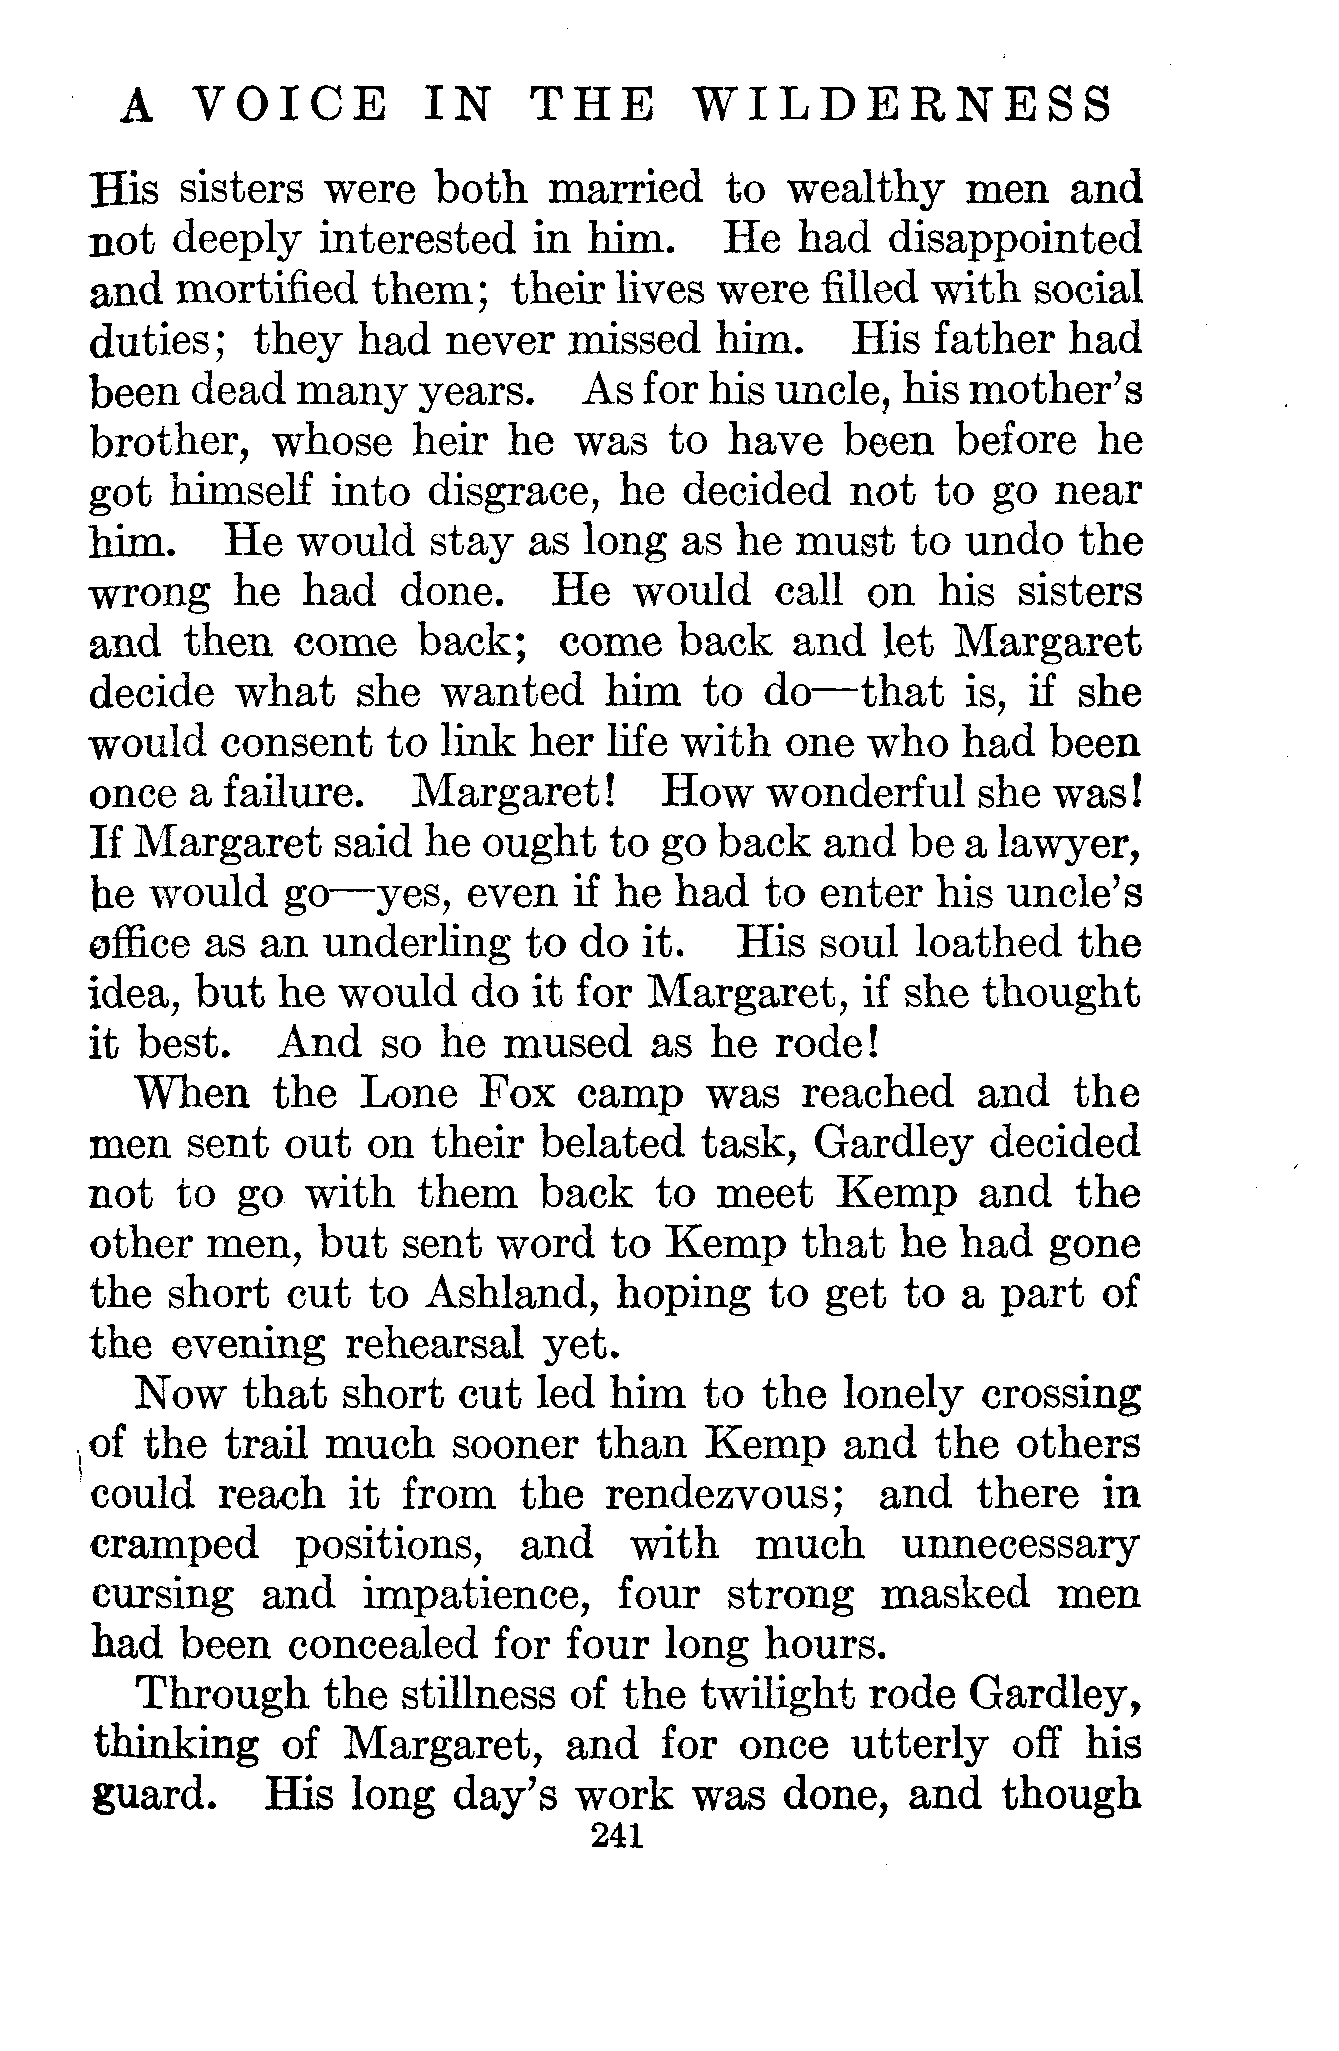 A VOICE IN THE WILDERNESS
His sisters were both married to wealthy men and
not deeply interested in him. He had disappointed
and mortified them; their lives were filled with social
duties; they had never missed him. His father had
been dead many years. As for his uncle, his mother's
brother, whose heir he was to have been before he
got himself into disgrace, he decided not to go near
him. He would stay as long as he must to undo the
wrong he had done. He would call on his sisters
and then come back; come back and let Margaret
decide what she wanted him to do—that is, if she
would consent to link her life with one who had been
once a failure. Margaret! How wonderful she was!
If Margaret said he ought to go back and be a lawyer,
he would go—yes, even if he had to enter his uncle's
office as an underling to do it. His soul loathed the
idea, but he would do it for Margaret, if she thought
it best. And so he mused as he rode!
When the Lone Fox camp was reached and the
men sent out on their belated task, Gardley decided
not to go with them back to meet Kemp and the
other men, but sent word to Kemp that he had gone
the short cut to Ashland, hoping to get to a part of
the evening rehearsal yet.
Now that short cut led him to the lonely crossing
of the trail much sooner than Kemp and the others
could reach it from the rendezvous; and there in
cramped positions, and with much unnecessary
cursing and impatience, four strong masked men
had been concealed for four long hours.
Through the stillness of the twilight rode Gardley,
thinking of Margaret, and for once utterly off his
guard. His long day's work was done, and though
241